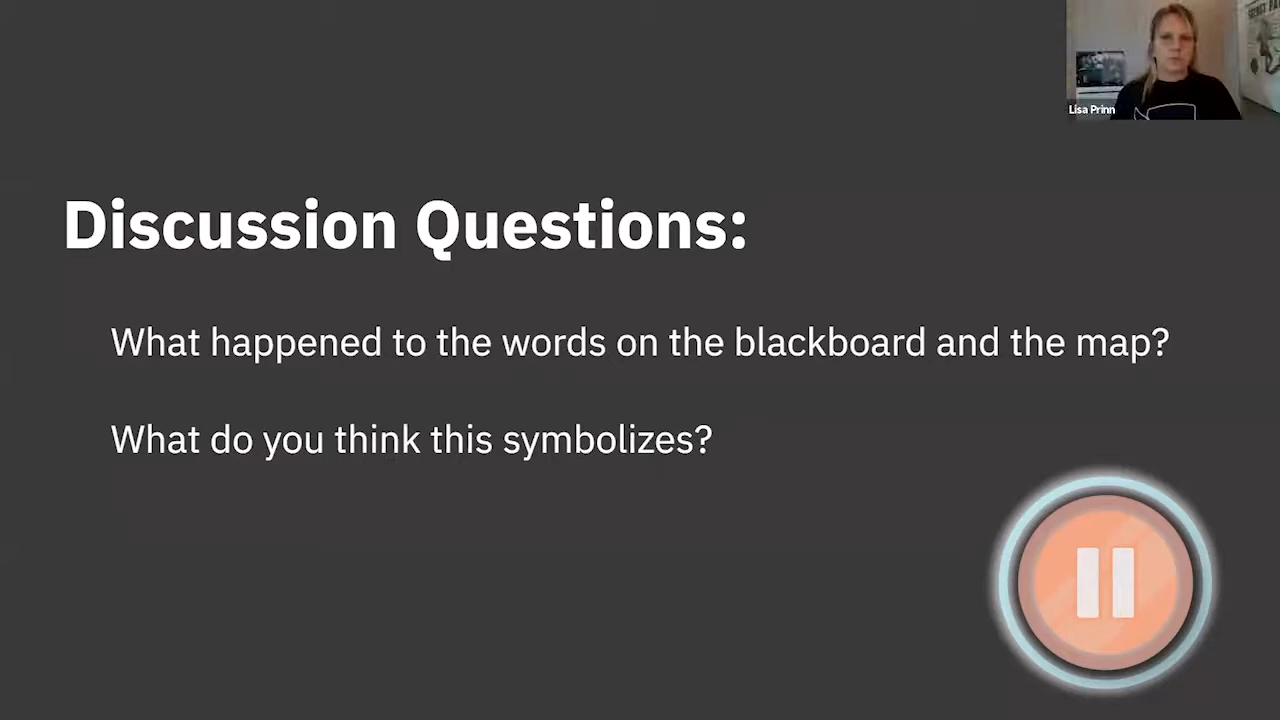 Lisa Prinn
Discussion Questions:
What happened to the words on the blackboard and the map?
What do you think this symbolizes?